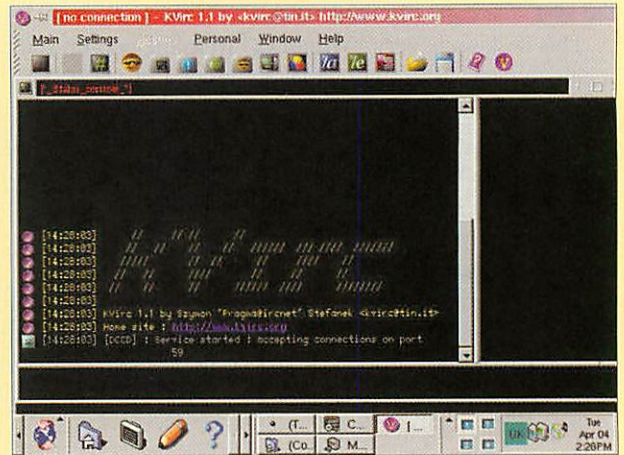 [ no connection ] - KVirc 1.1 by <kvirc@tin.it> http://www.kvirc.org
Main Settings Personal Window Help
[14:28:03]
[14:28:03]
[14:28:03]
[14:28:03]
[14:28:03]
[14:28:03]
[14:28:03] KVirc 1.1 by Szymon "Pragma@ircnet" Stefanek <kvirc@tin.it>
[14:28:03] Home site : http://www.kvirc.org
[14:28:03] [DCCD] : Service started : accepting connections on port
59
(T... C... [ ...
(Co... M...
UK
Tue
Apr 04
2:28PM